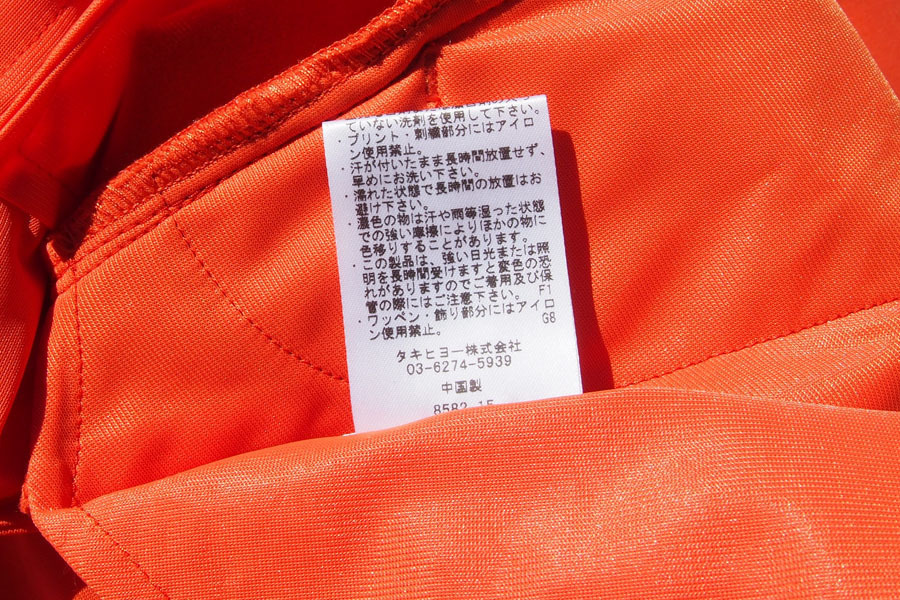 ていない洗剤を使用して下さい。
・プリント・刺繍部分にはアイロ
ン使用禁止。
・汗が付いたまま長時間放置せず、
早めにお洗い下さい。
・濡れた状態で長時間の放置はお
避け下さい。
・濃色の物は汗や雨等湿った状態
での強い摩擦によりほかの物に
色移りすることがあります。
・この製品は、強い日光または照
明を長時間受けますと変色の恐
れがありますのでご着用及び保
管の際にはご注意下さい。 F1
・ワッペン・飾り部分にはアイロ
ン使用禁止。 G8
タキヒヨー株式会社
03-6274-5939
中国製
8582-15